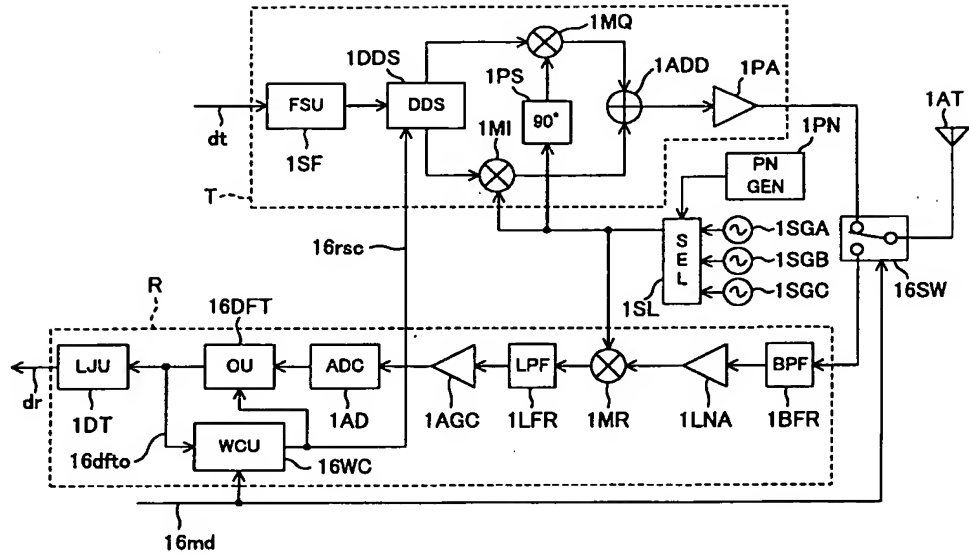 1MQ
1DDS
1PS
1ADD
1PA
1AT
FSU
DDS
90°
1MI
1PN
dt
1SF
PN
GEN
T
16rsc
SEL
1SGA
1SGB
1SGC
1SL
16SW
R
16DFT
LJU
OU
ADC
LPF
BPF
dr
1DT
1AD
1AGC
1LFR
1MR
1LNA
1BFR
WCU
16dfto
16WC
16md